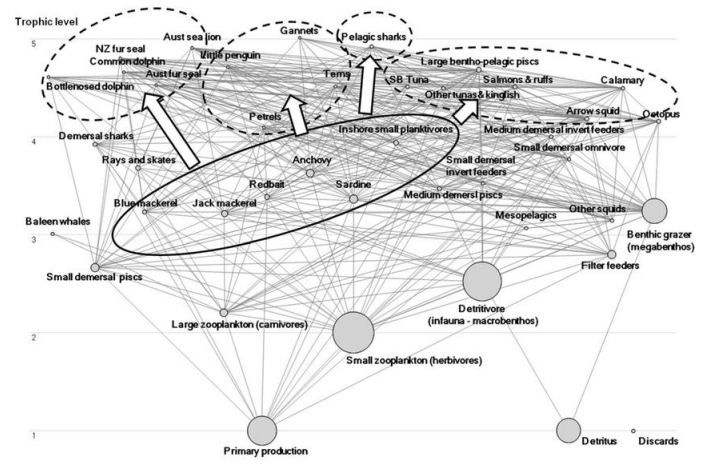 Trophic level
5
Aust sea lion
Gannets
Pelagic sharks
NZ fur seal
Little penguin
Common dolphin
Large bentho-pelagic piscs
Aust fur seal
Terns
SB Tuna
Salmons & ruffs
Calamary
Bottlenosed dolphin
Other tunas & kingfish
Petrels
Arrow squid
Octopus
4
Demersal sharks
Inshore small planktivores
Medium demersal invert feeders
Small demersal omnivore
Rays and skates
Anchovy
Small demersal
invert feeders
Redbait
Sardine
Medium demersl piscs
Blue mackerel
Jack mackerel
Mesopelagics
Other squids
Baleen whales
Benthic grazer
(megabenthos)
3
Small demersal piscs
Filter feeders
Detritivore
(infauna - macrobenthos)
Large zooplankton (carnivores)
2
Small zooplankton (herbivores)
1
Primary production
Detritus
Discards